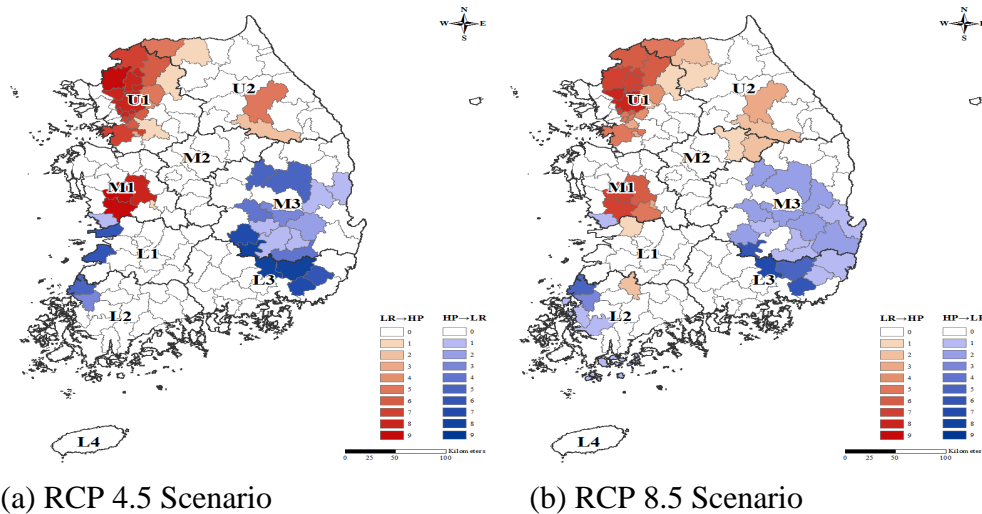 N
W E
S
U1
U2
M2
M1
M3
L1
L3
L2
L4
LR→HP HP→LR
0 0
1 1
2 2
3 3
4 4
5 5
6 6
7 7
8 8
9 9
Kilometers
0 25 50 100
(a) RCP 4.5 Scenario
N
W E
S
U1
U2
M2
M1
M3
L1
L3
L2
L4
LR→HP HP→LR
0 0
1 1
2 2
3 3
4 4
5 5
6 6
7 7
8 8
9 9
Kilometers
0 25 50 100
(b) RCP 8.5 Scenario